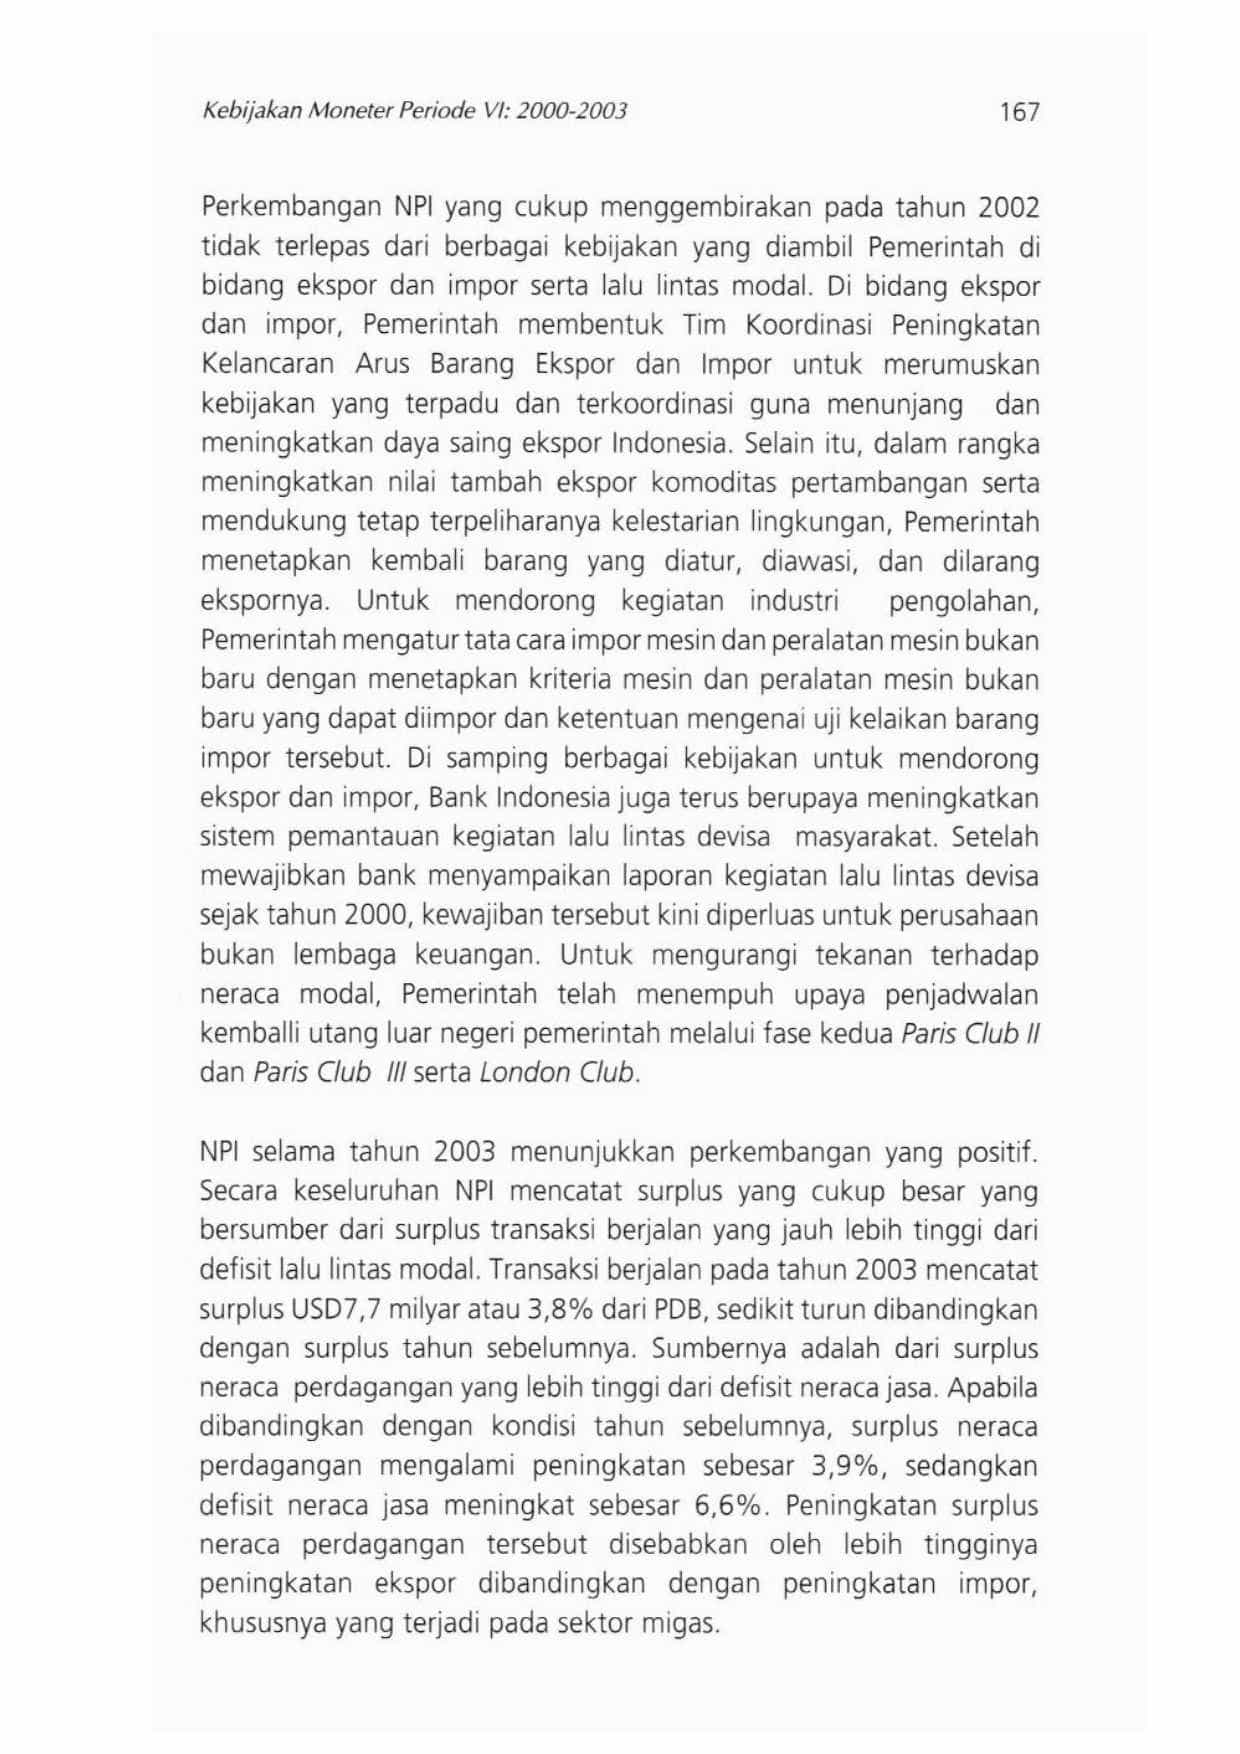 Kebijakan Moneter Periode VI: 2000-2003 167
Perkembangan NPI yang cukup menggembirakan pada tahun 2002
tidak terlepas dari berbagai kebijakan yang diambil Pemerintah di
bidang ekspor dan impor serta lalu lintas modal. Di bidang ekspor
dan impor, Pemerintah membentuk Tim Koordinasi Peningkatan
Kelancaran Arus Barang Ekspor dan Impor untuk merumuskan
kebijakan yang terpadu dan terkoordinasi guna menunjang dan
meningkatkan daya saing ekspor Indonesia. Selain itu, dalam rangka
meningkatkan nilai tambah ekspor komoditas pertambangan serta
mendukung tetap terpeliharanya kelestarian lingkungan, Pemerintah
menetapkan kembali barang yang diatur, diawasi, dan dilarang
ekspornya. Untuk mendorong kegiatan industri pengolahan,
Pemerintah mengatur tata cara impor mesin dan peralatan mesin bukan
baru dengan menetapkan kriteria mesin dan peralatan mesin bukan
baru yang dapat diimpor dan ketentuan mengenai uji kelaikan barang
impor tersebut. Di samping berbagai kebijakan untuk mendorong
ekspor dan impor, Bank Indonesia juga terus berupaya meningkatkan
sistem pemantauan kegiatan lalu lintas devisa masyarakat. Setelah
mewajibkan bank menyampaikan laporan kegiatan lalu lintas devisa
sejak tahun 2000, kewajiban tersebut kini diperluas untuk perusahaan
bukan lembaga keuangan. Untuk mengurangi tekanan terhadap
neraca modal, Pemerintah telah menempuh upaya penjadwalan
kemballi utang luar negeri pemerintah melalui fase kedua Paris Club II
dan Paris Club III serta London Club.
NPI selama tahun 2003 menunjukkan perkembangan yang positif.
Secara keseluruhan NPI mencatat surplus yang cukup besar yang
bersumber dari surplus transaksi berjalan yang jauh lebih tinggi dari
defisit lalu lintas modal. Transaksi berjalan pada tahun 2003 mencatat
surplus USD7,7 milyar atau 3,8% dari PDB, sedikit turun dibandingkan
dengan surplus tahun sebelumnya. Sumbernya adalah dari surplus
neraca perdagangan yang lebih tinggi dari defisit neraca jasa. Apabila
dibandingkan dengan kondisi tahun sebelumnya, surplus neraca
perdagangan mengalami peningkatan sebesar 3,9%, sedangkan
defisit neraca jasa meningkat sebesar 6,6%. Peningkatan surplus
neraca perdagangan tersebut disebabkan oleh lebih tingginya
peningkatan ekspor dibandingkan dengan peningkatan impor,
khususnya yang terjadi pada sektor migas.